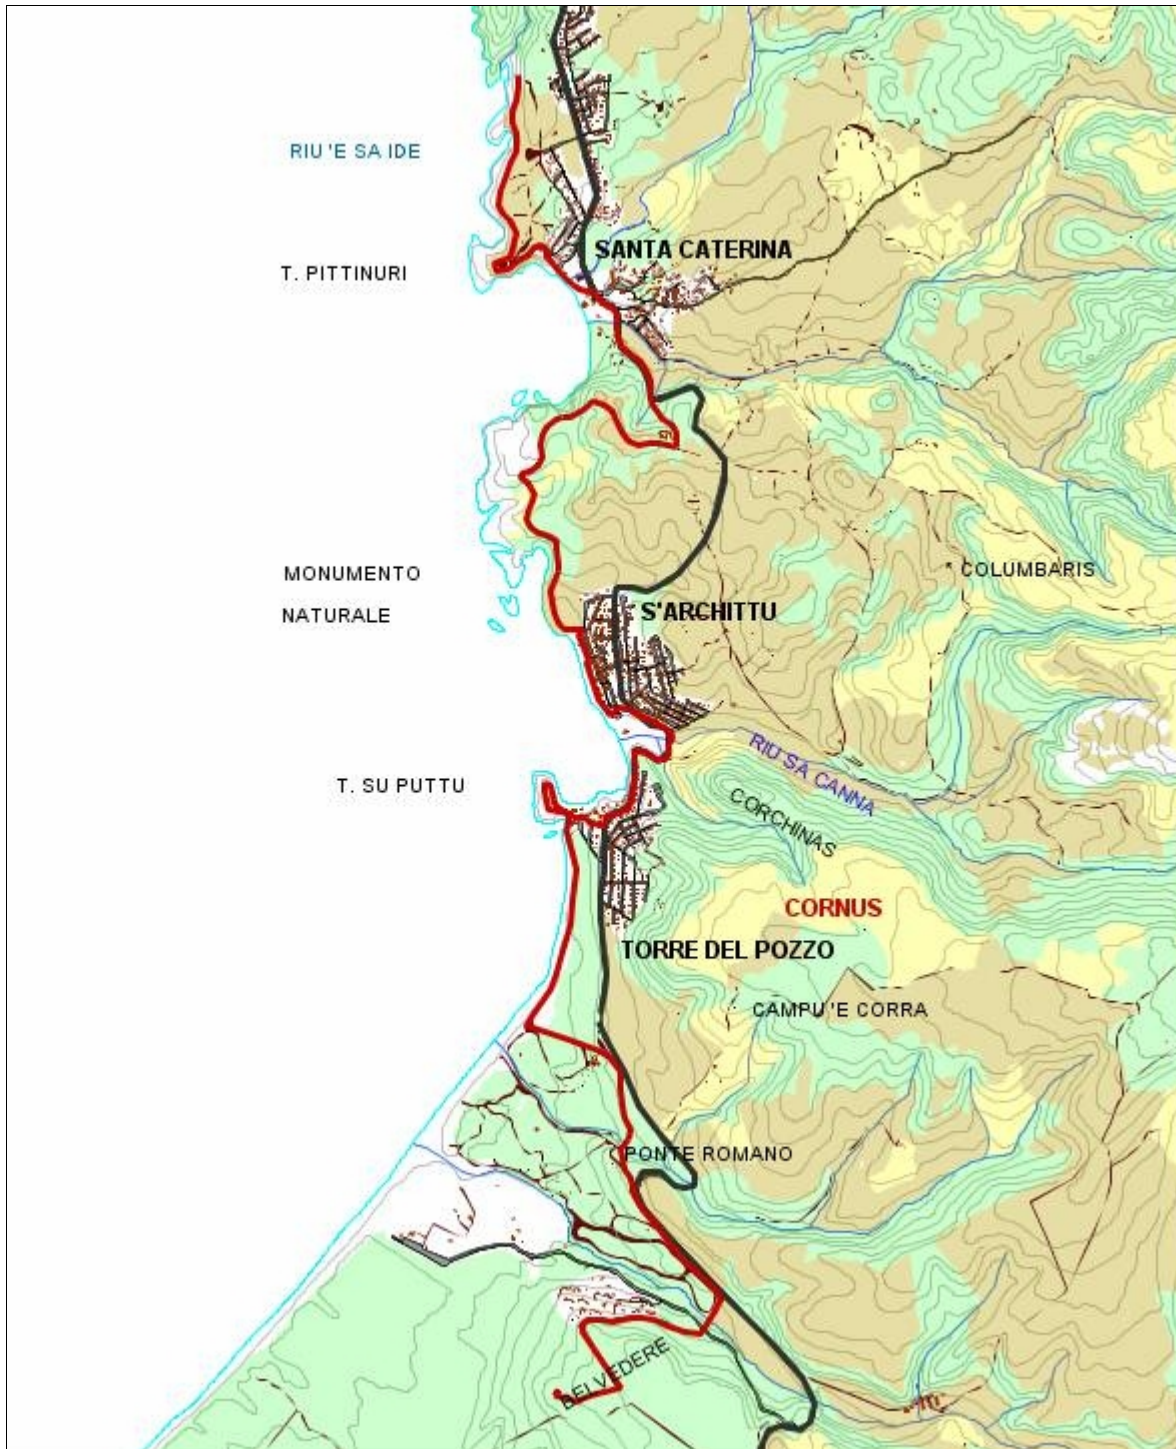 RIU 'E SA IDE
SANTA CATERINA
T. PITTINURI
COLUMBARIS
MONUMENTO
NATURALE
S'ARCHITTU
RIU SA CANNA
T. SU PUTTU
CORCHINAS
CORNUS
TORRE DEL POZZO
CAMPU 'E CORRA
PONTE ROMANO
BELVEDERE